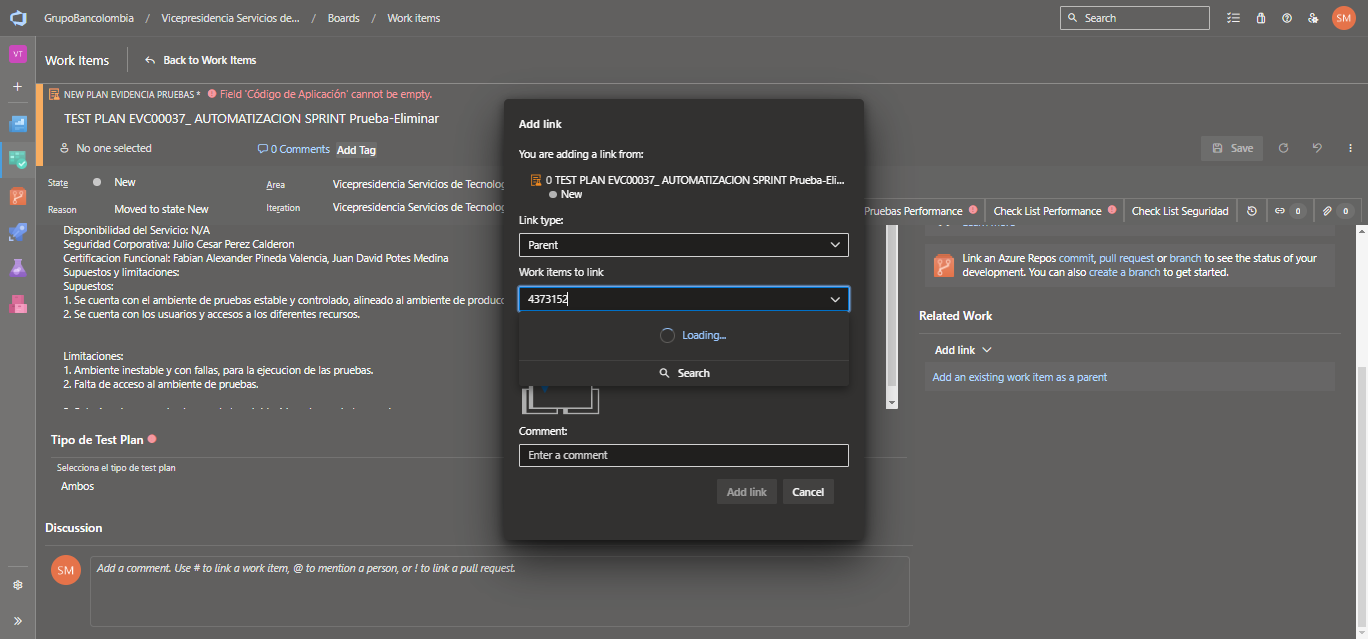 GrupoBancolombia / Vicepresidencia Servicios de... / Boards / Work items
Search
SM
VT
Work Items
Back to Work Items
NEW PLAN EVIDENCIA PRUEBAS *
Field 'Código de Aplicación' cannot be empty.
TEST PLAN EVC00037_ AUTOMATIZACION SPRINT Prueba-Eliminar
No one selected
0 Comments
Add Tag
Save
State
New
Area
Vicepresidencia Servicios de Tecnolog
Reason
Moved to state New
Iteration
Vicepresidencia Servicios de Tecnolog
Pruebas Performance
Check List Performance
Check List Seguridad
0
0
Disponibilidad del Servicio: N/A
Seguridad Corporativa: Julio Cesar Perez Calderon
Certificacion Funcional: Fabian Alexander Pineda Valencia, Juan David Potes Medina
Supuestos y limitaciones:
Supuestos:
1. Se cuenta con el ambiente de pruebas estable y controlado, alineado al ambiente de producc
2. Se cuenta con los usuarios y accesos a los diferentes recursos.
Limitaciones:
1. Ambiente inestable y con fallas, para la ejecucion de las pruebas.
2. Falta de acceso al ambiente de pruebas.
Tipo de Test Plan
Selecciona el tipo de test plan
Ambos
Discussion
SM
Add a comment. Use # to link a work item, @ to mention a person, or ! to link a pull request.
Add link
You are adding a link from:
0 TEST PLAN EVC00037_ AUTOMATIZACION SPRINT Prueba-Eli...
New
Link type:
Parent
Work items to link
4373152
Loading...
Search
Comment:
Enter a comment
Add link
Cancel
Link an Azure Repos commit, pull request or branch to see the status of your
development. You can also create a branch to get started.
Related Work
Add link
Add an existing work item as a parent